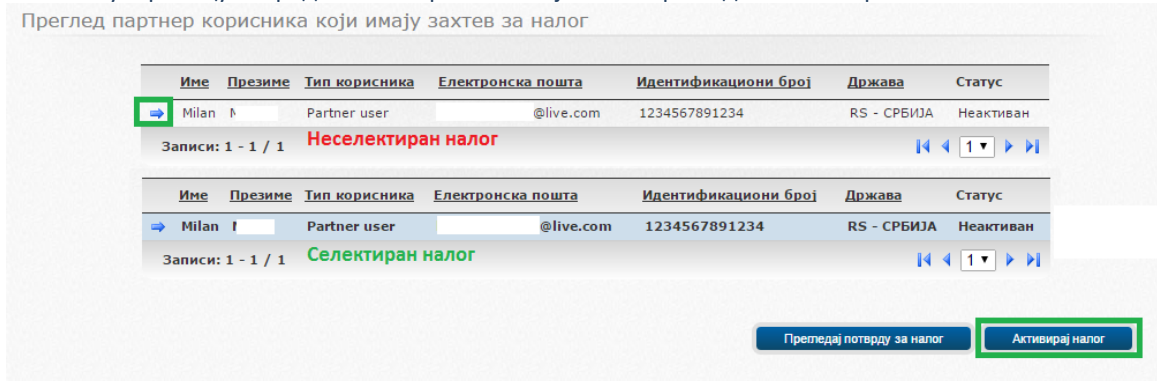 Преглед партнер корисника који имају захтев за налог
Име Презиме Тип корисника Електронска пошта Идентификациони број Држава Статус
Milan Partner user @live.com 1234567891234 RS - СРБИЈА Неактиван
Записи: 1 - 1 / 1 Неселектиран налог 1
Име Презиме Тип корисника Електронска пошта Идентификациони број Држава Статус
Milan Partner user @live.com 1234567891234 RS - СРБИЈА Неактиван
Записи: 1 - 1 / 1 Селектиран налог 1
Прегледај потврду за налог Активирај налог